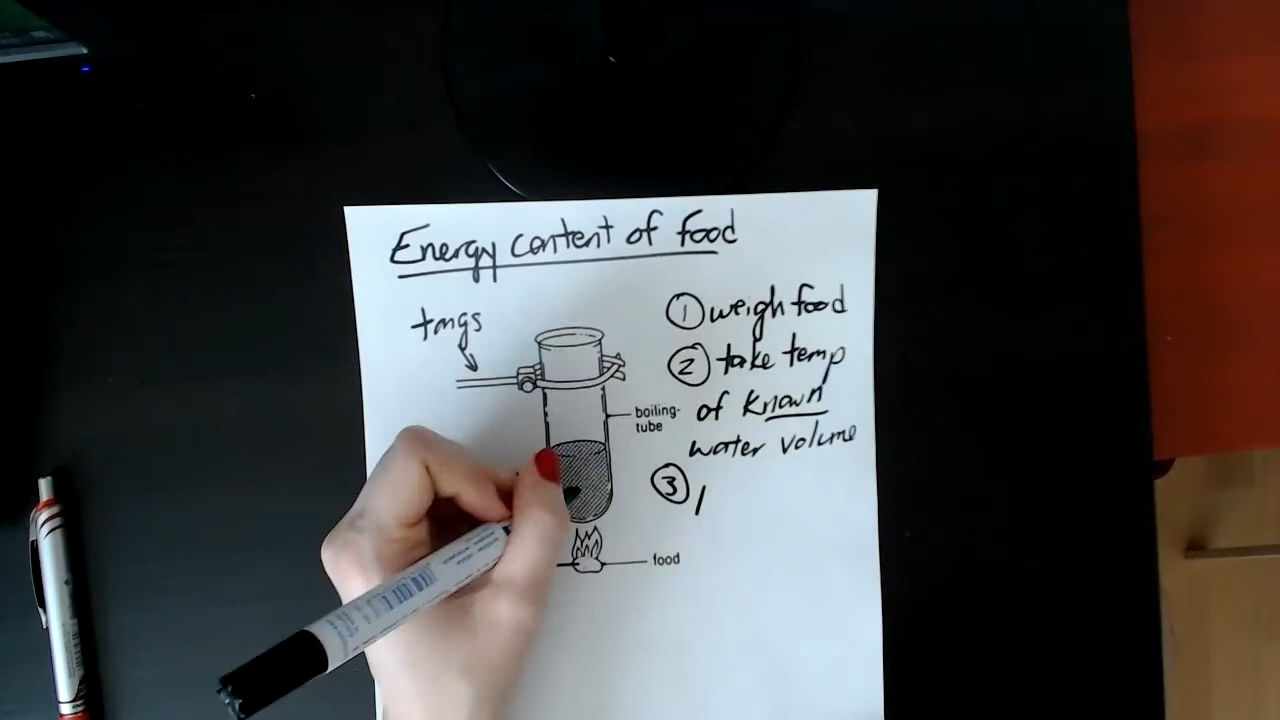 Energy content of food
tongs
① weigh food
② take temp
of known
water volume
boiling-
tube
③
food